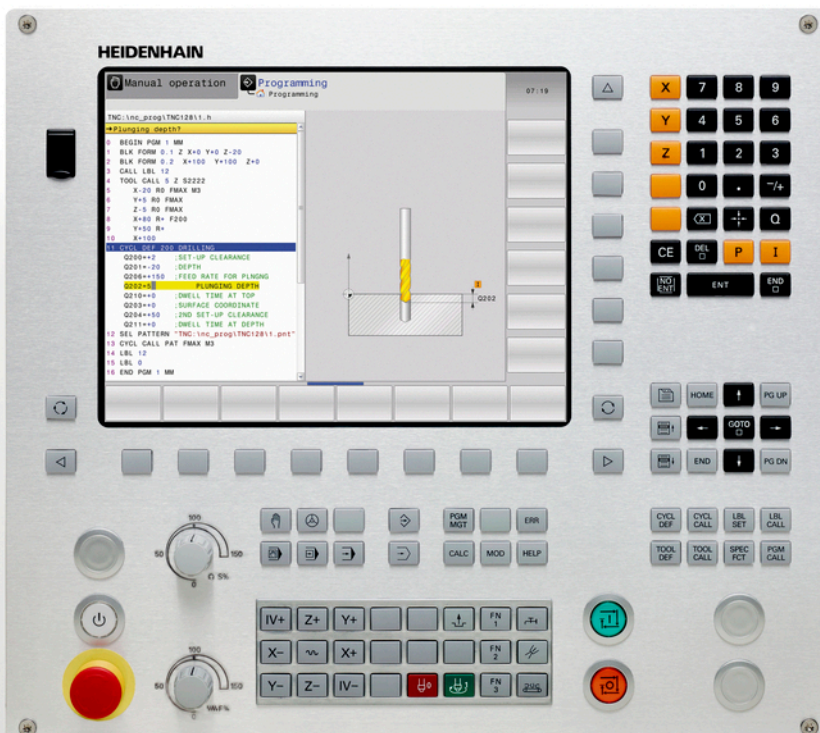 HEIDENHAIN
Manual operation
Programming
Programming
07:19
TNC:\nc_prog\TNC128\1.h
→Plunging depth?
0 BEGIN PGM 1 MM
1 BLK FORM 0.1 Z X+0 Y+0 Z-20
2 BLK FORM 0.2 X+100 Y+100 Z+0
3 CALL LBL 12
4 TOOL CALL 5 Z S2222
5 X-20 R0 FMAX M3
6 Y+5 R0 FMAX
7 Z-5 R0 FMAX
8 X+80 R+ F200
9 Y+50 R+
10 X+100
11 CYCL DEF 200 DRILLING
Q200=+2 ;SET-UP CLEARANCE
Q201=-20 ;DEPTH
Q206=+150 ;FEED RATE FOR PLNGNG
Q202=5 PLUNGING DEPTH
Q210=+0 ;DWELL TIME AT TOP
Q203=+0 ;SURFACE COORDINATE
Q204=+50 ;2ND SET-UP CLEARANCE
Q211=+0 ;DWELL TIME AT DEPTH
12 SEL PATTERN "TNC:\nc_prog\TNC128\1.pnt"
13 CYCL CALL PAT FMAX M3
14 LBL 12
15 LBL 0
16 END PGM 1 MM
I
Q202
X 7 8 9
Y 4 5 6
Z 1 2 3
0 . -/+
Q
CE DEL P I
NO ENT ENT END
HOME PG UP
GOTO
END PG DN
PGM MGT ERR
CALC MOD HELP
CYCL DEF CYCL CALL LBL SET LBL CALL
TOOL DEF TOOL CALL SPEC FCT PGM CALL
100
50 150
0
S%
100
50 150
0
IV+ Z+ Y+ FN 1
X- X+ FN 2
Y- Z- IV- FN 3
I
O